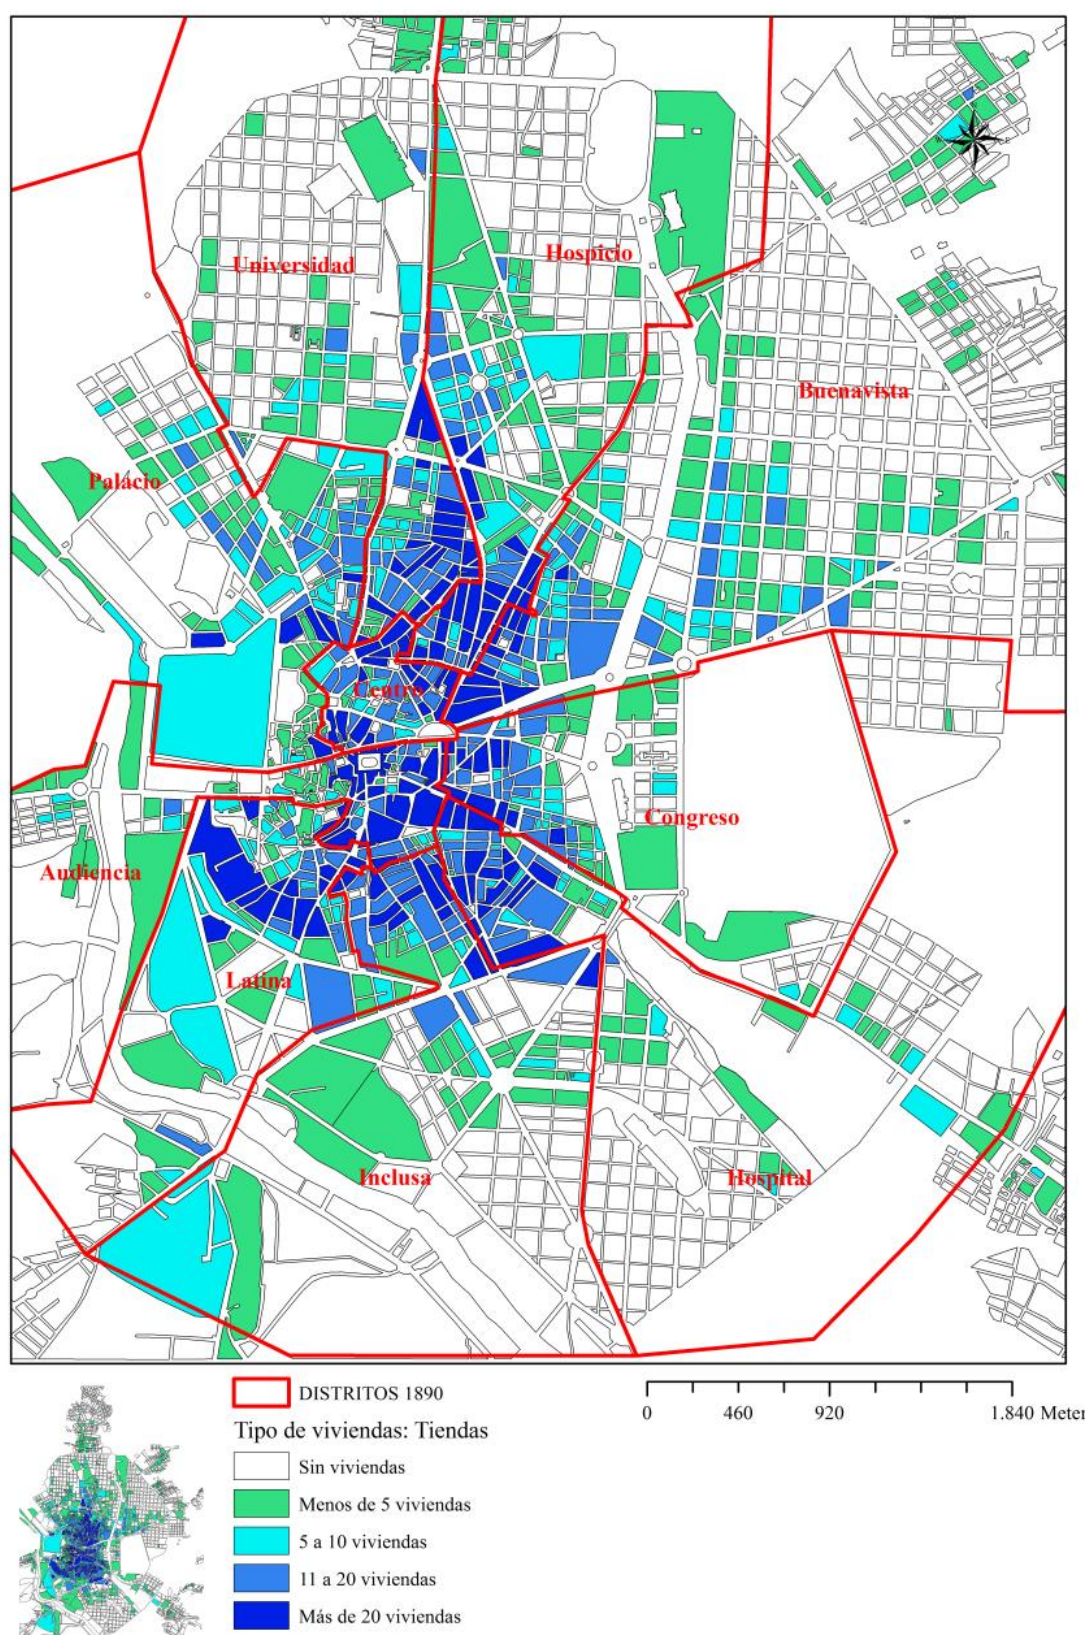 Hospicio
Universidad
Buenavista
Palácio
Centro
Congreso
Audiencia
Latina
Inclusa
Hospital
DISTRITOS 1890
0 460 920 1.840 Meter
Tipo de viviendas: Tiendas
Sin viviendas
Menos de 5 viviendas
5 a 10 viviendas
11 a 20 viviendas
Más de 20 viviendas